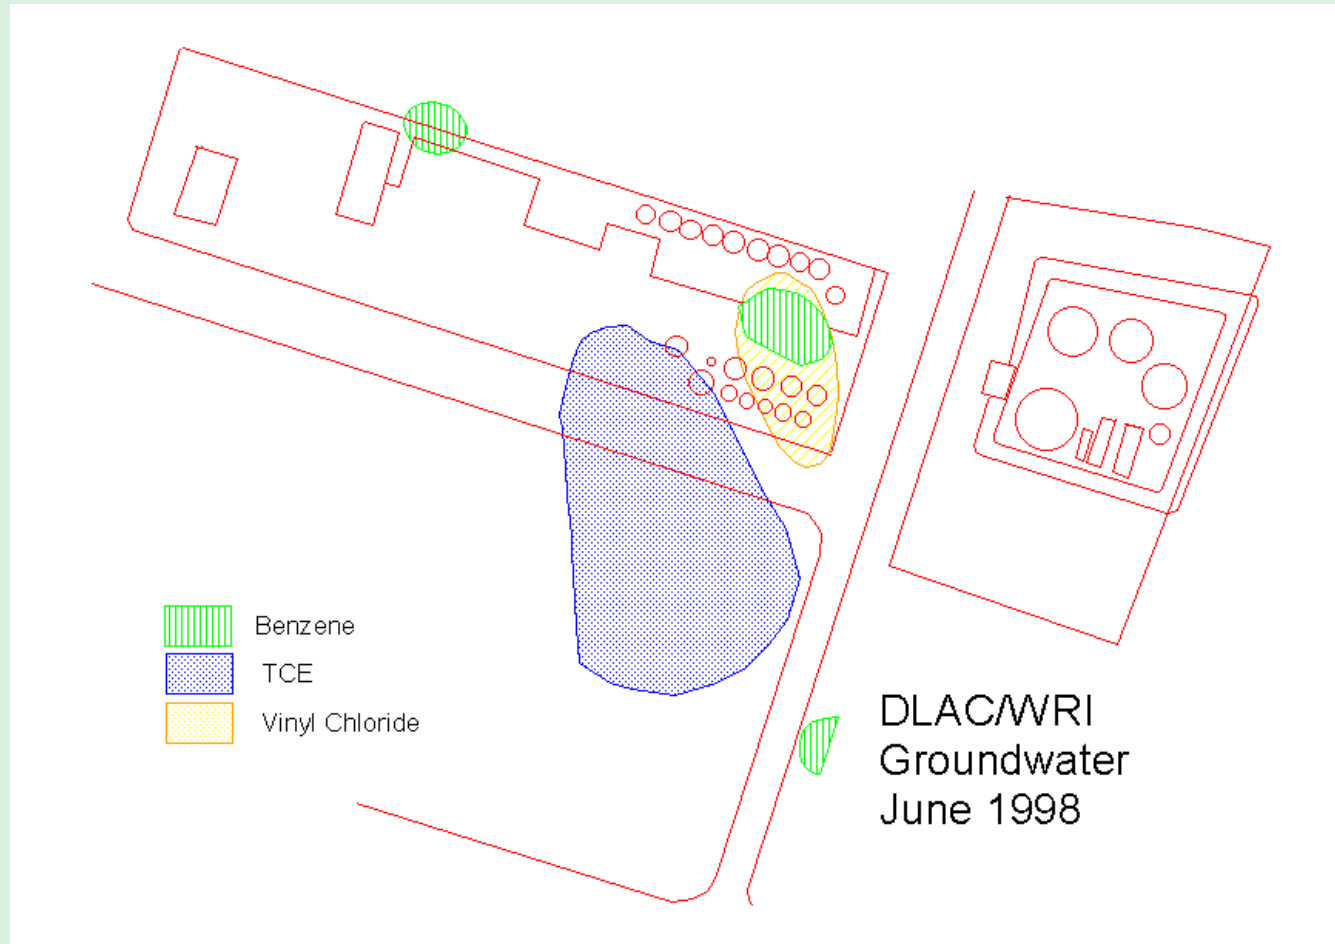 Benzene
TCE
Vinyl Chloride
DLAC/WRI
Groundwater
June 1998